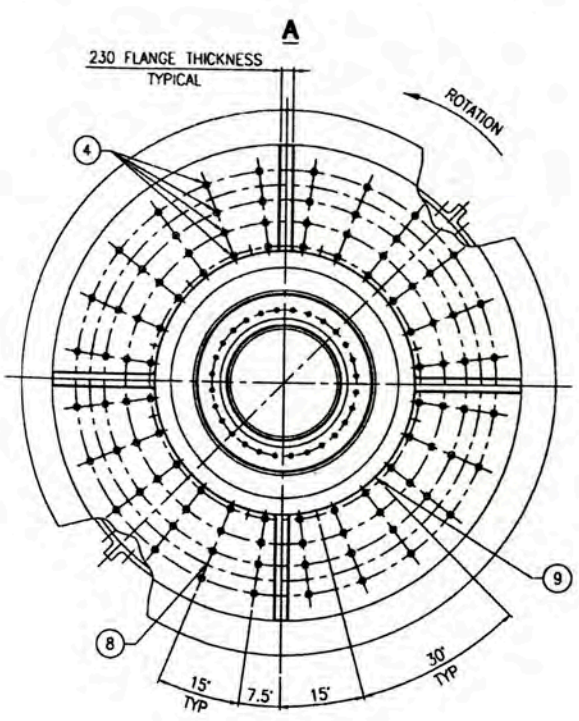 A
230 FLANGE THICKNESS
TYPICAL
ROTATION
4
9
8
15°
TYP
7.5°
15°
30°
TYP